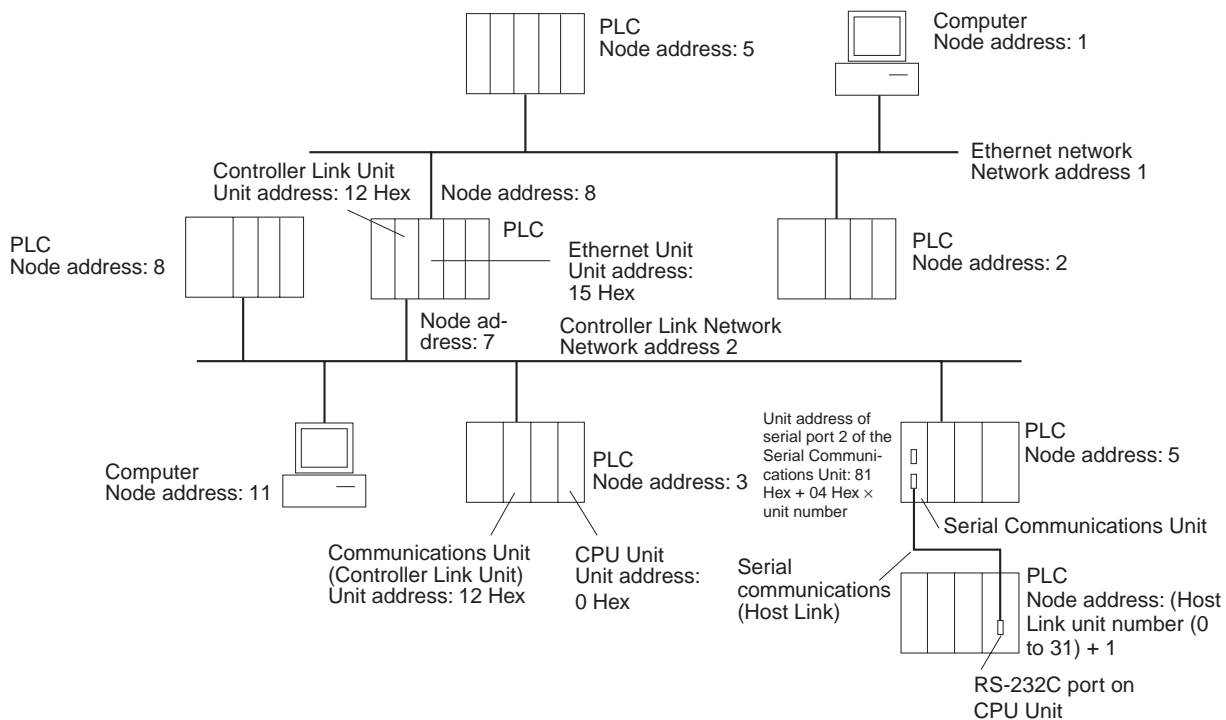 PLC
Node address: 5
Computer
Node address: 1
Ethernet network
Network address 1
Controller Link Unit
Unit address: 12 Hex
Node address: 8
PLC
Node address: 8
PLC
Ethernet Unit
Unit address:
15 Hex
PLC
Node address: 2
Node ad-
dress: 7
Controller Link Network
Network address 2
Computer
Node address: 11
PLC
Node address: 3
Unit address of
serial port 2 of the
Serial Communi-
cations Unit: 81
Hex + 04 Hex ×
unit number
PLC
Node address: 5
Serial Communications Unit
Communications Unit
(Controller Link Unit)
Unit address: 12 Hex
CPU Unit
Unit address:
0 Hex
Serial
communications
(Host Link)
PLC
Node address: (Host
Link unit number (0
to 31) + 1
RS-232C port on
CPU Unit